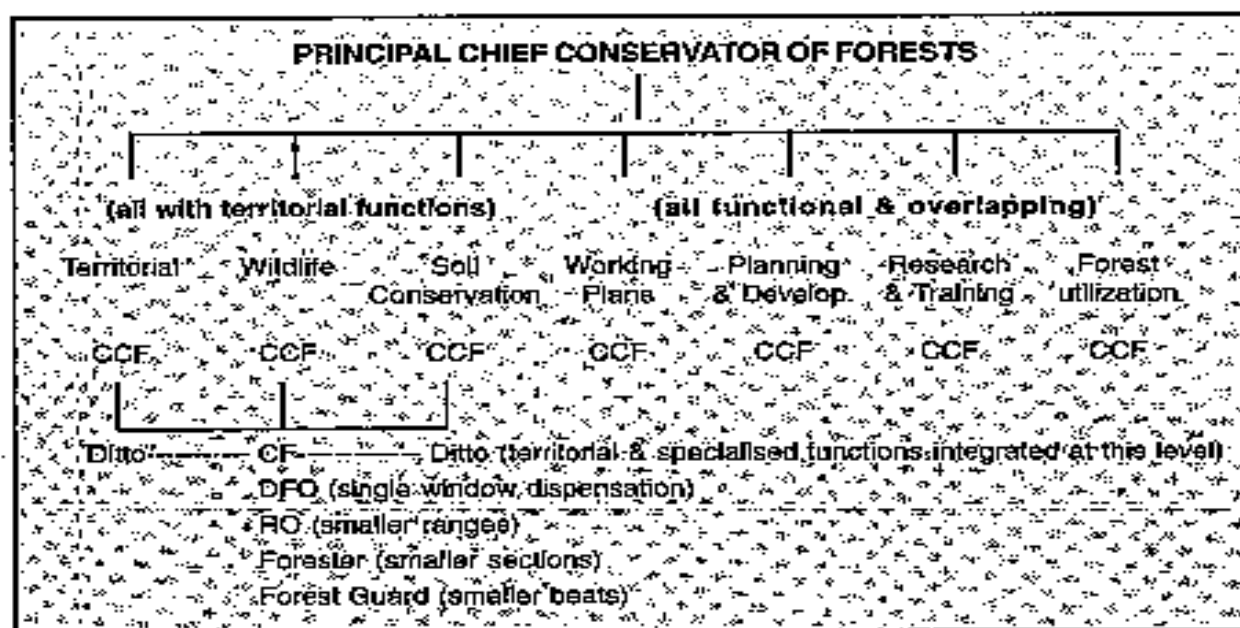 PRINCIPAL CHIEF CONSERVATOR OF FORESTS
(all with territorial functions) (all functional & overlapping)
Territorial Wildlife Soil Working Planning Research Forest
Conservation Plans & Develop. & Training utilization
CCF CCF CCF CCF CCF CCF CCF
Ditto CF Ditto (territorial & specialised functions integrated at this level)
DFO (single window dispensation)
RO (smaller ranges)
Forester (smaller sections)
Forest Guard (smaller beats)